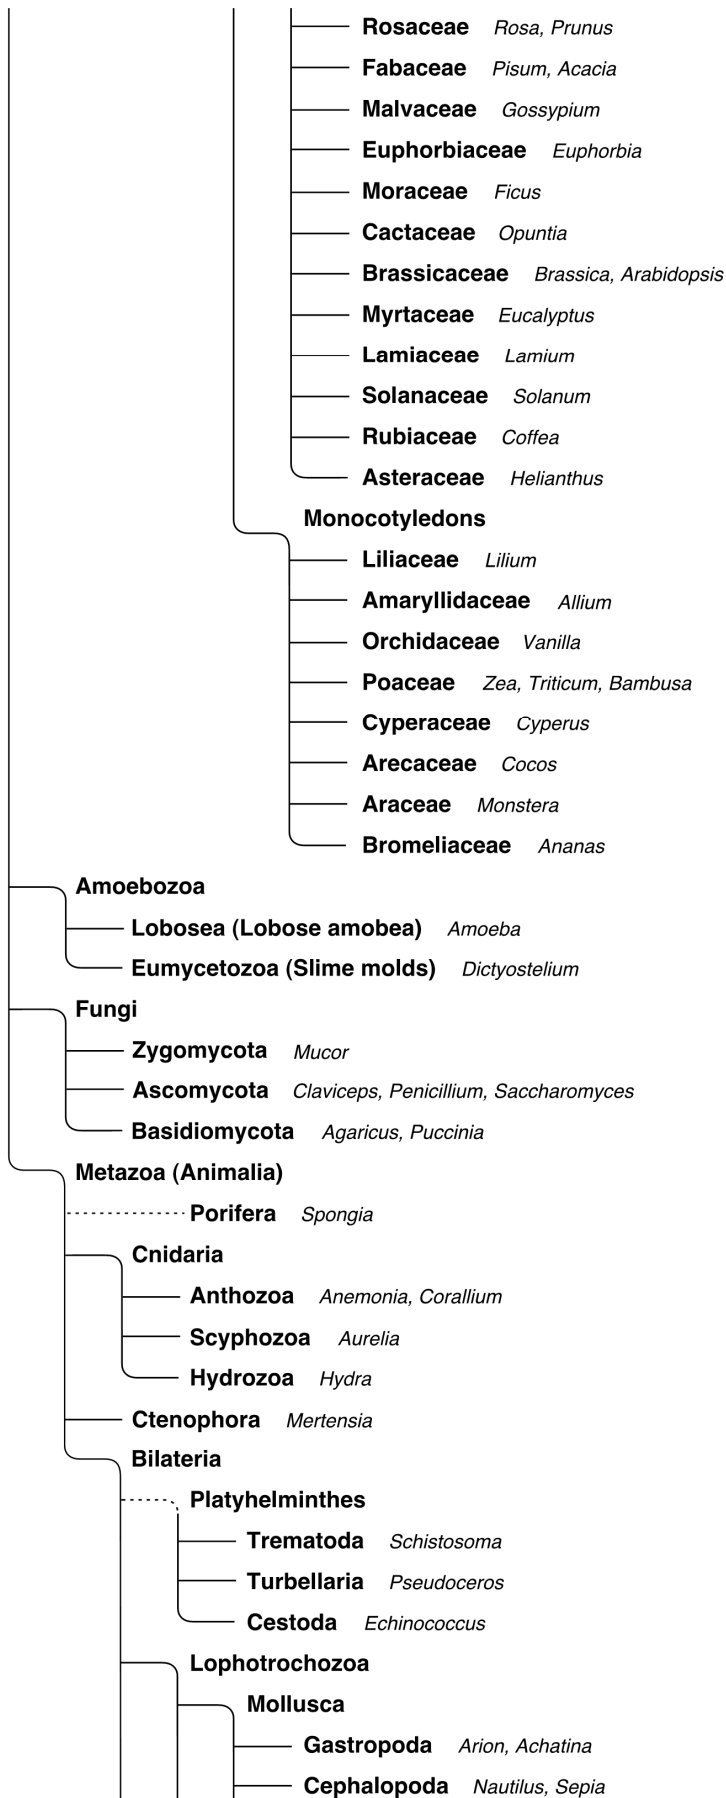 Rosaceae Rosa, Prunus
Fabaceae Pisum, Acacia
Malvaceae Gossypium
Euphorbiaceae Euphorbia
Moraceae Ficus
Cactaceae Opuntia
Brassicaceae Brassica, Arabidopsis
Myrtaceae Eucalyptus
Lamiaceae Lamium
Solanaceae Solanum
Rubiaceae Coffea
Asteraceae Helianthus
Monocotyledons
Liliaceae Lilium
Amaryllidaceae Allium
Orchidaceae Vanilla
Poaceae Zea, Triticum, Bambusa
Cyperaceae Cyperus
Arecaceae Cocos
Araceae Monstera
Bromeliaceae Ananas
Amoebozoa
Lobosea (Lobose amobea) Amoeba
Eumycetozoa (Slime molds) Dictyostelium
Fungi
Zygomycota Mucor
Ascomycota Claviceps, Penicillium, Saccharomyces
Basidiomycota Agaricus, Puccinia
Metazoa (Animalia)
Porifera Spongia
Cnidaria
Anthozoa Anemonia, Corallium
Scyphozoa Aurelia
Hydrozoa Hydra
Ctenophora Mertensia
Bilateria
Platyhelminthes
Trematoda Schistosoma
Turbellaria Pseudoceros
Cestoda Echinococcus
Lophotrochozoa
Mollusca
Gastropoda Arion, Achatina
Cephalopoda Nautilus, Sepia